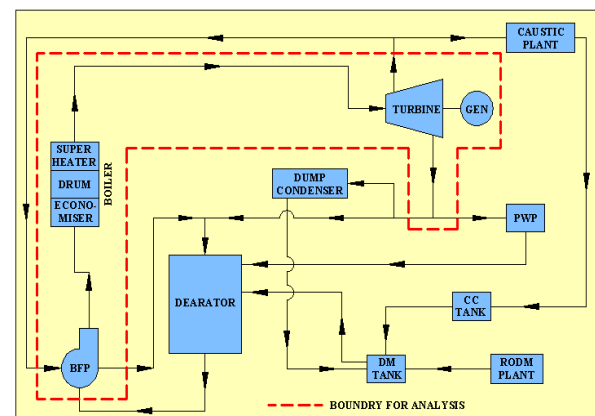 CAUSTIC
PLANT
TURBINE
GEN
SUPER
HEATER
DRUM
ECONO-
MISER
BOILER
DUMP
CONDENSER
PWP
DEARATOR
CC
TANK
BFP
DM
TANK
RODM
PLANT
BOUNDRY FOR ANALYSIS